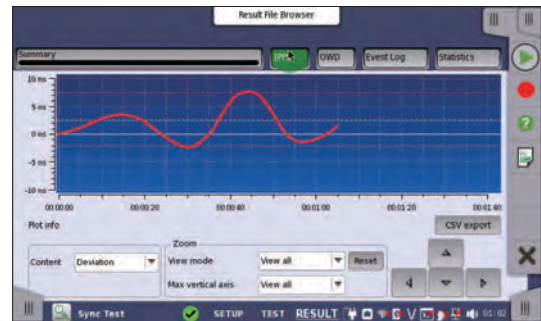 Result File Browser
Summary
1PPS
OWD
Event Log
Statistics
10 ns
5 ns
0 ns
-5 ns
-10 ns
00:00:00
00:00:20
00:00:40
00:01:00
00:01:20
00:01:40
Plot info
CSV export
Zoom
Content
Deviation
View mode
View all
Reset
Max vertical axis
View all
Sync Test
SETUP
TEST
RESULT
01:02